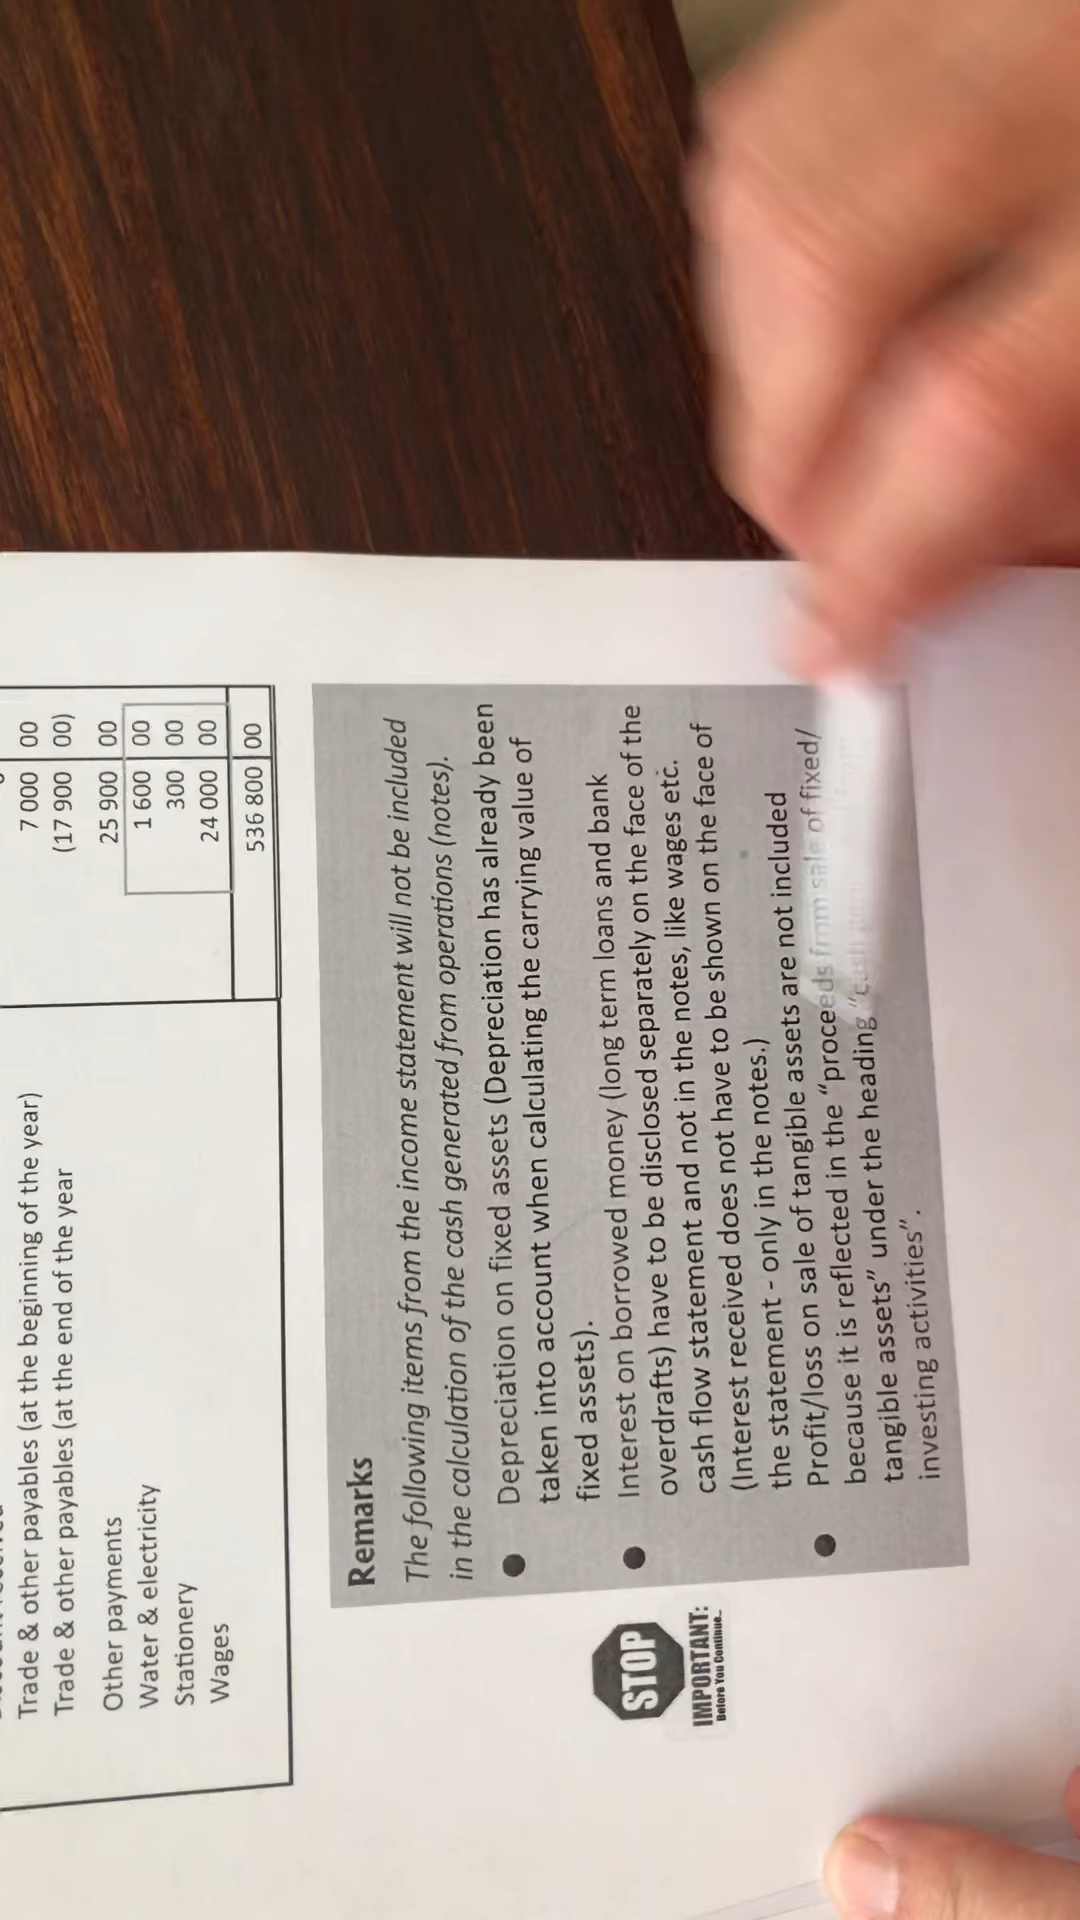 Trade & other payables (at the beginning of the year) 7 000 00
Trade & other payables (at the end of the year (17 900 00)
Other payments 25 900 00
Water & electricity 1 600 00
Stationery 300 00
Wages 24 000 00
536 800 00
Remarks
The following items from the income statement will not be included
in the calculation of the cash generated from operations (notes).
● Depreciation on fixed assets (Depreciation has already been
taken into account when calculating the carrying value of
fixed assets).
● Interest on borrowed money (long term loans and bank
overdrafts) have to be disclosed separately on the face of the
cash flow statement and not in the notes, like wages etc.
(Interest received does not have to be shown on the face of
the statement - only in the notes.)
● Profit/loss on sale of tangible assets are not included
because it is reflected in the "proceeds from sale of fixed/
tangible assets" under the heading "cash
investing activities".
STOP
IMPORTANT:
Before You Continue...